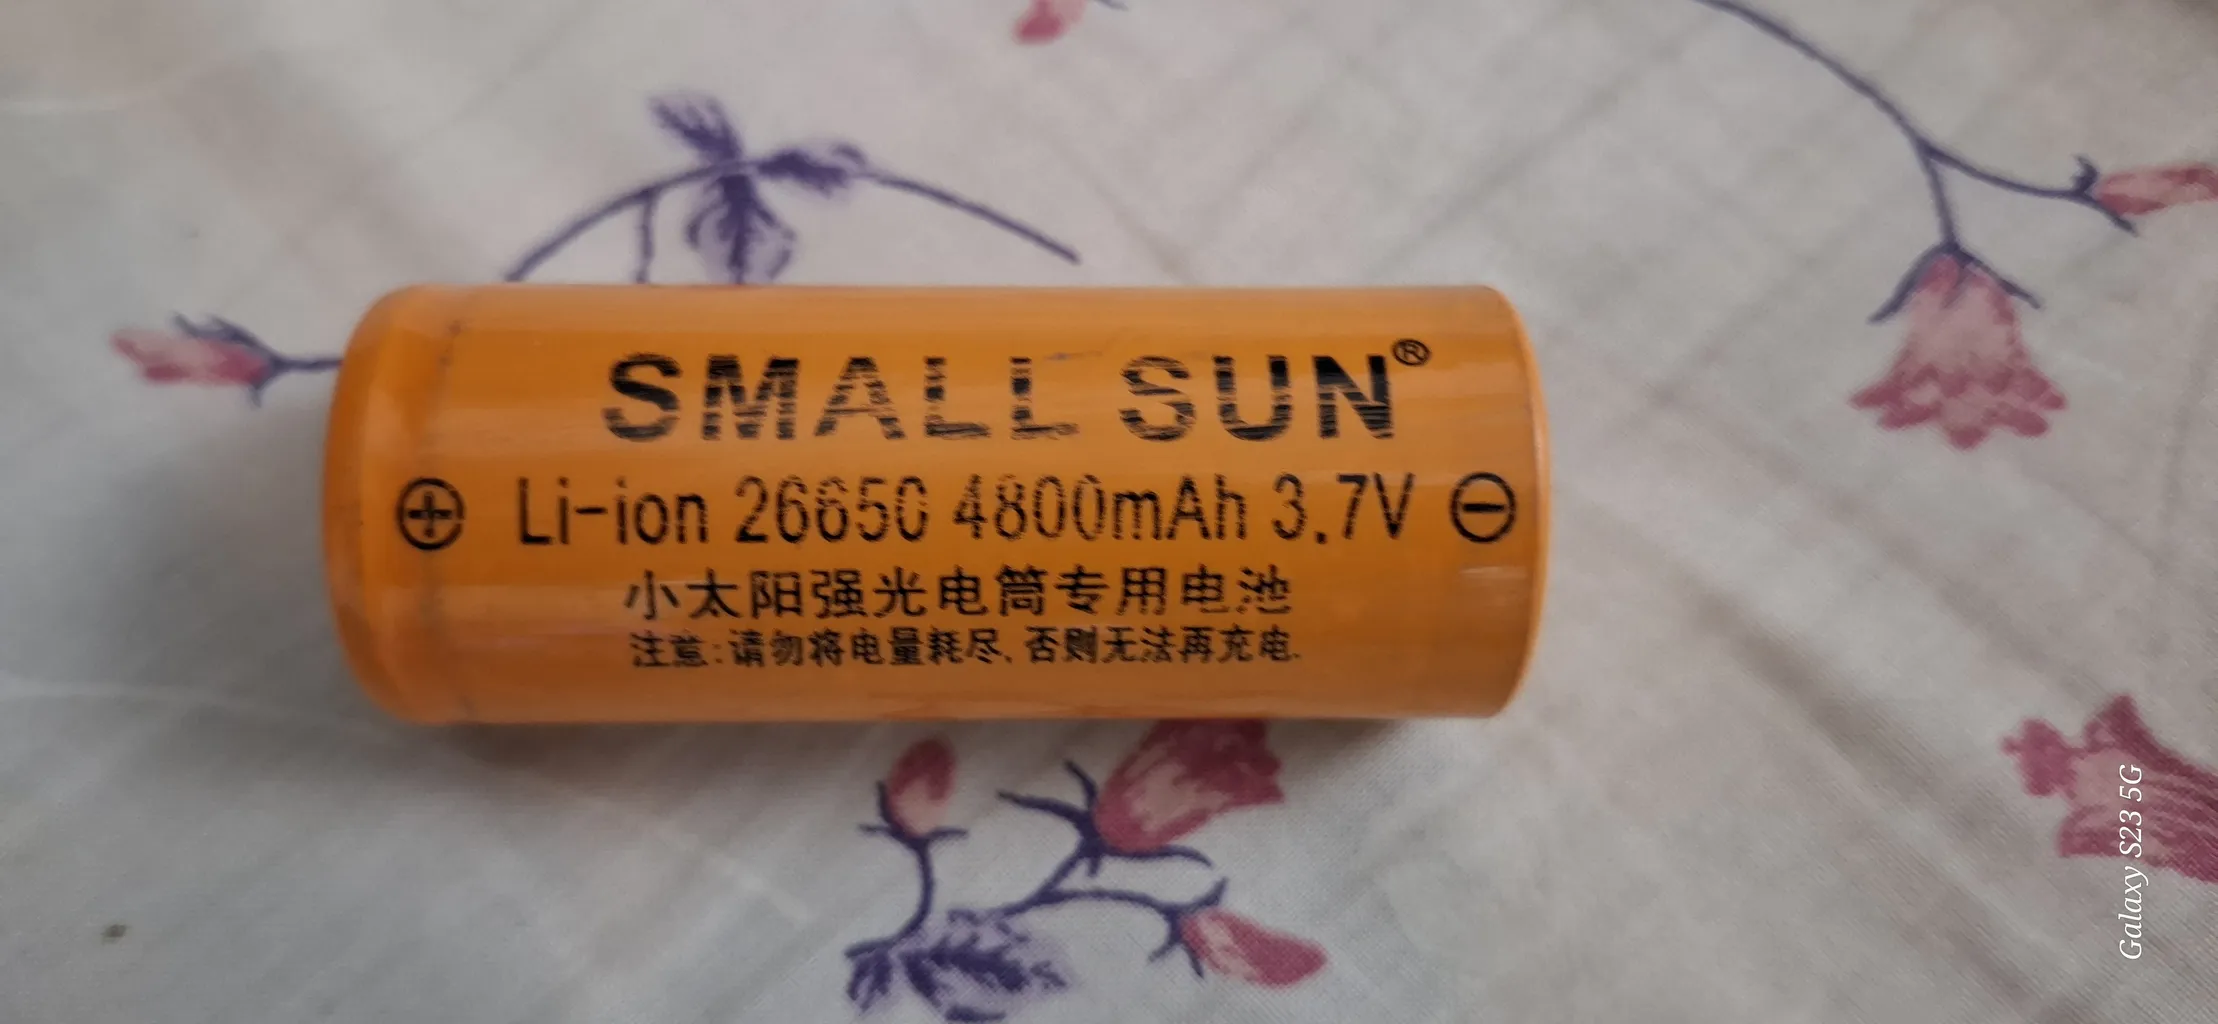 SMALL SUN®
⊕ Li-ion 26650 4800mAh 3.7V ⊖
小太阳强光电筒专用电池
注意:请勿将电量耗尽,否则无法再充电.
Galaxy S23 5G